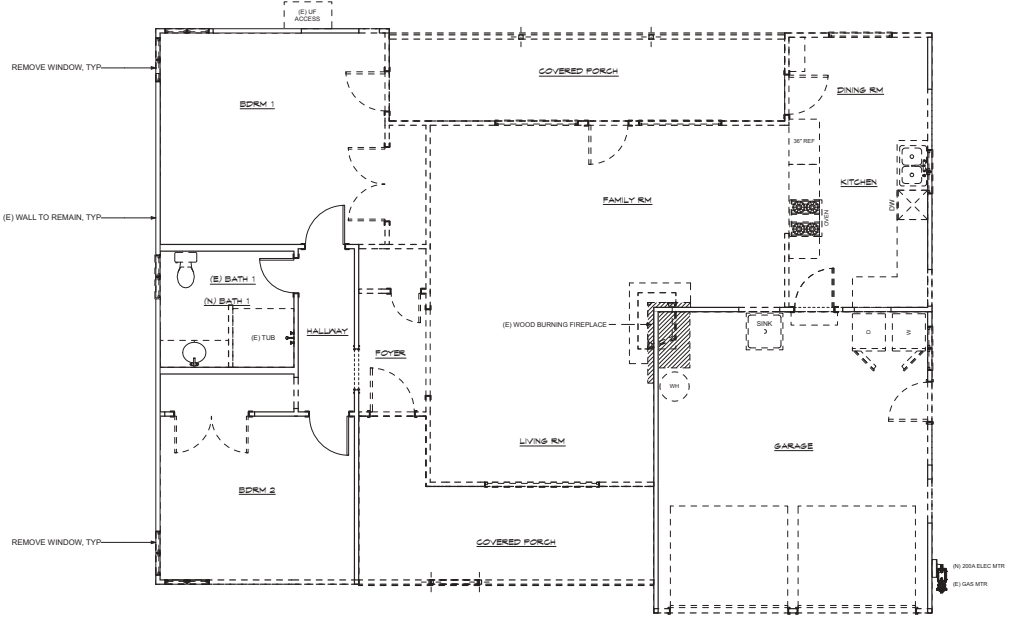 (E) UF
ACCESS
REMOVE WINDOW, TYP
COVERED PORCH
BDRM 1
DINING RM
36" REF
KITCHEN
FAMILY RM
DW
OVEN
(E) WALL TO REMAIN, TYP
(E) BATH 1
(N) BATH 1
(E) TUB
HALLWAY
(E) WOOD BURNING FIREPLACE
SINK
D
W
FOYER
WH
LIVING RM
GARAGE
BDRM 2
REMOVE WINDOW, TYP
COVERED PORCH
(N) 200A ELEC MTR
(E) GAS MTR